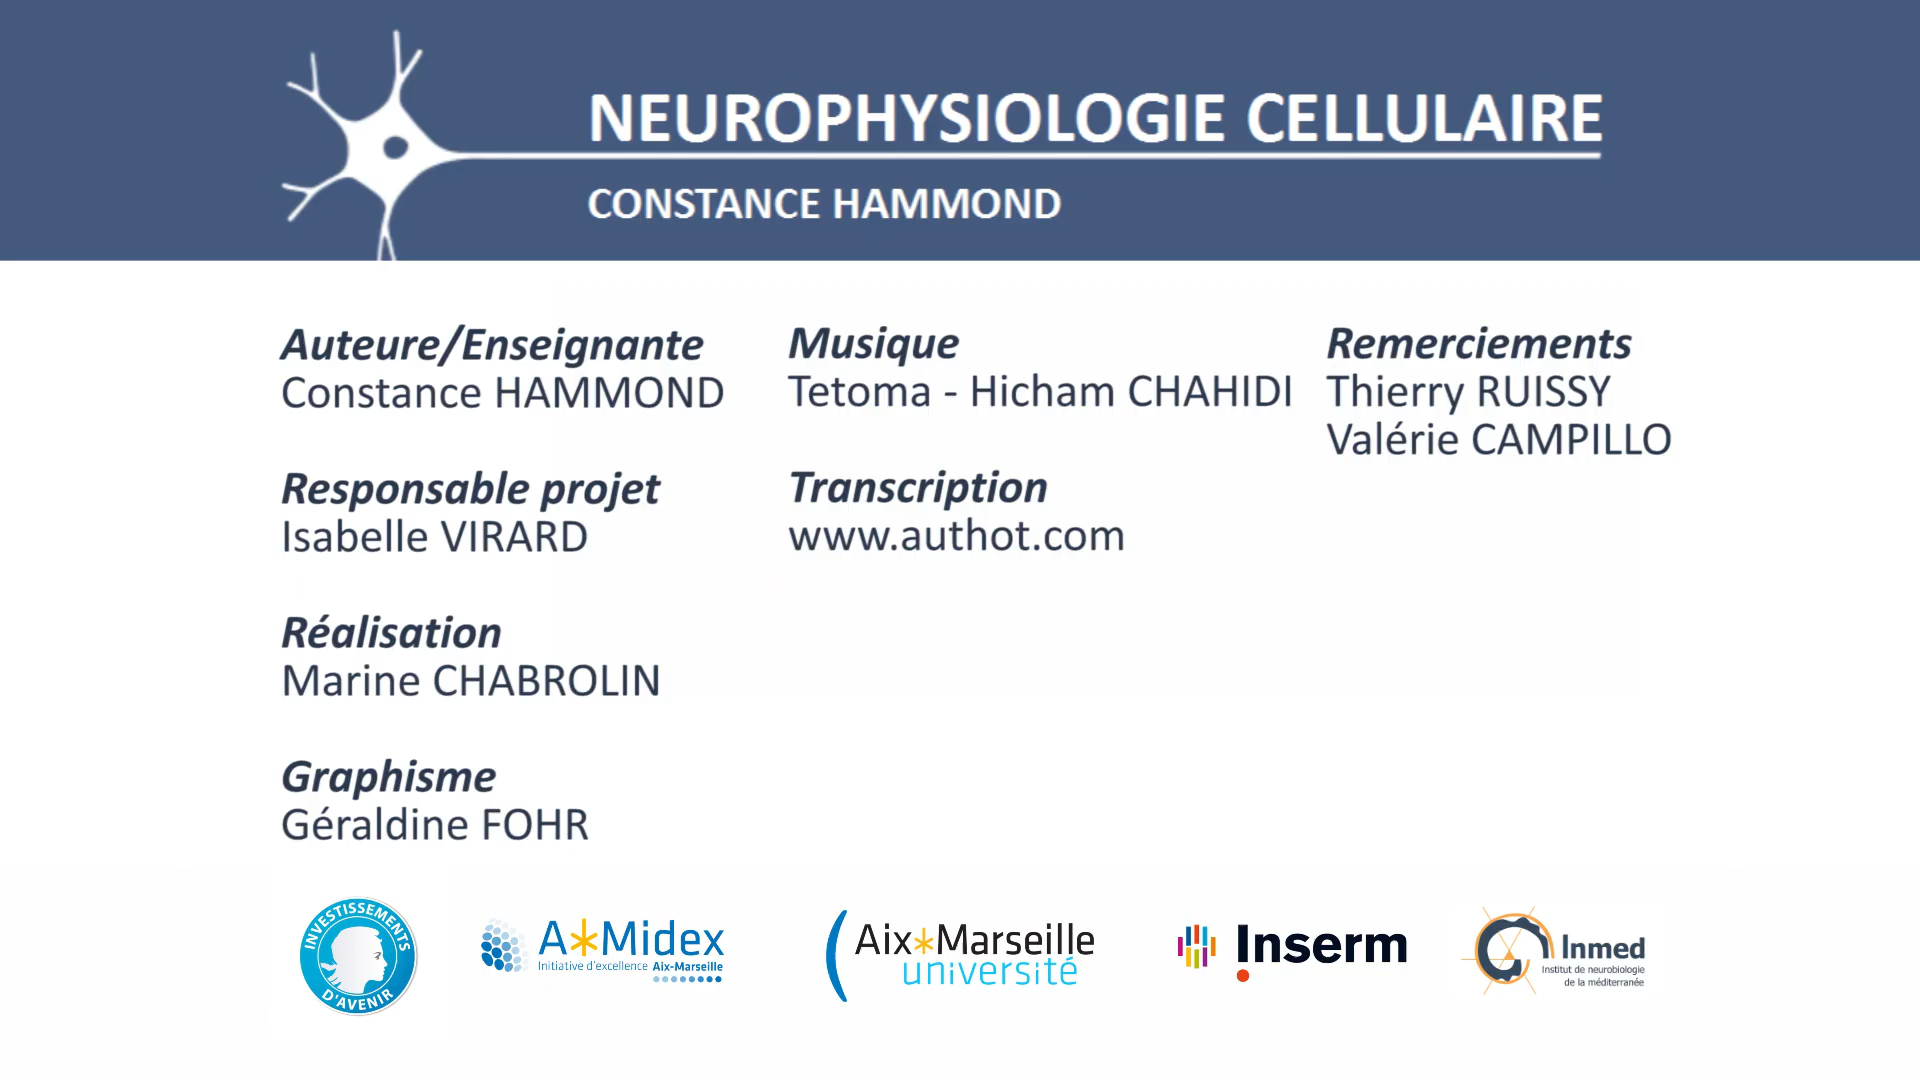 NEUROPHYSIOLOGIE CELLULAIRE
CONSTANCE HAMMOND
Auteure/Enseignante
Constance HAMMOND
Responsable projet
Isabelle VIRARD
Réalisation
Marine CHABROLIN
Graphisme
Géraldine FOHR
Musique
Tetoma - Hicham CHAHIDI
Transcription
www.authot.com
Remerciements
Thierry RUISSY
Valérie CAMPILLO
INVESTISSEMENTS
D'AVENIR
A*Midex
Initiative d'excellence Aix-Marseille
Aix*Marseille
université
Inserm
Inmed
Institut de neurobiologie
de la méditerranée